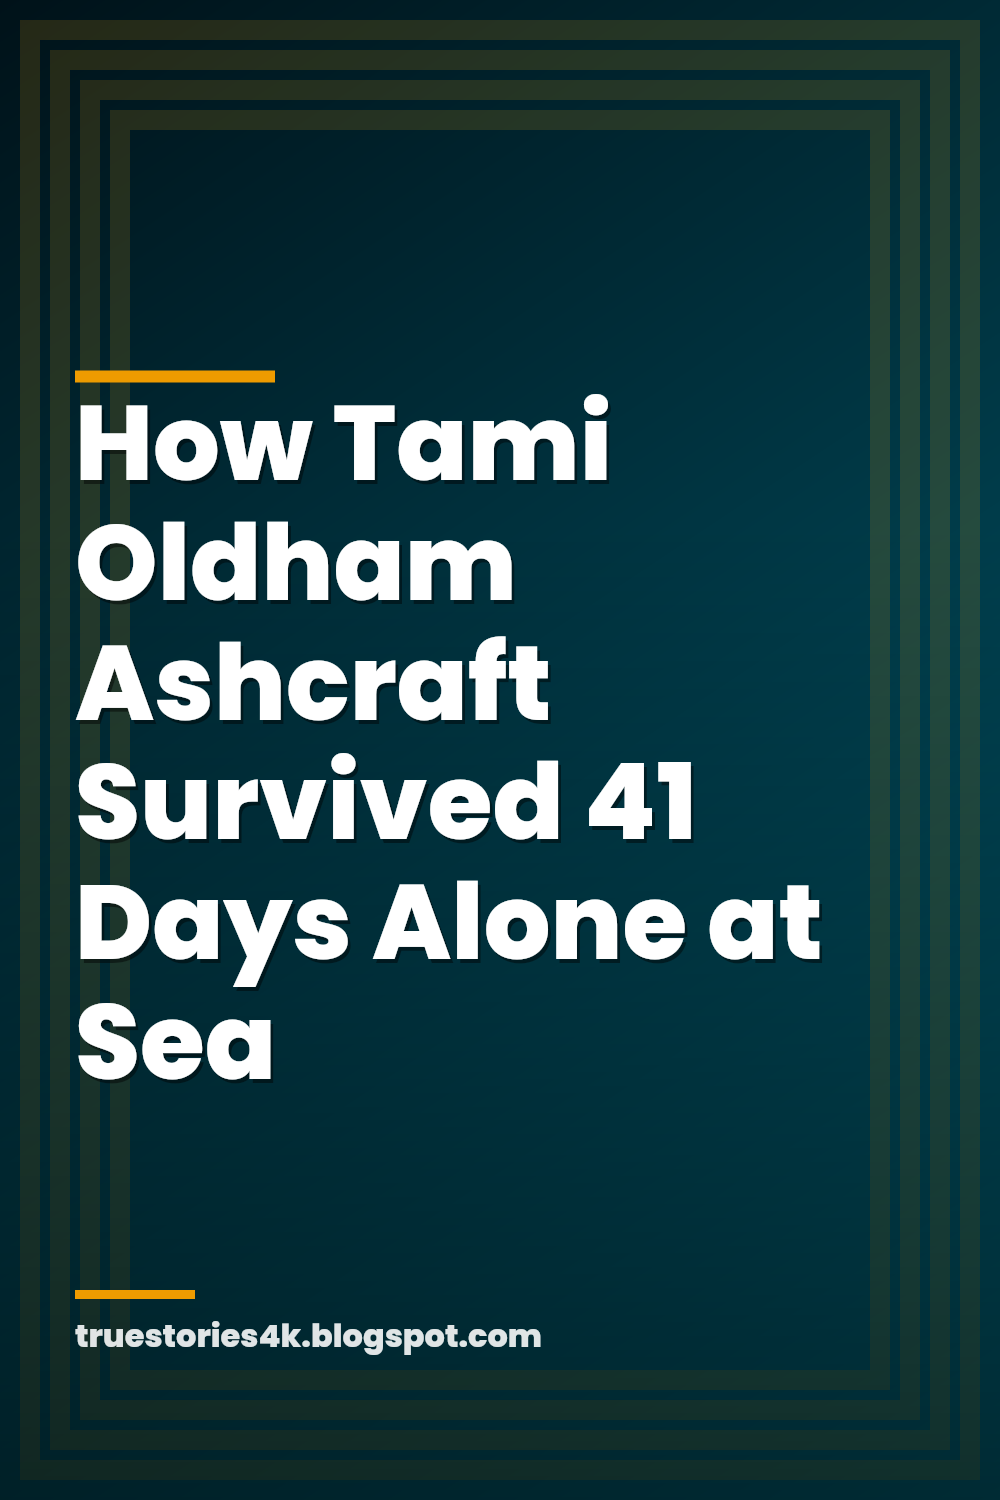 How Tami
Oldham
Ashcraft
Survived 41
Days Alone at
Sea
truestories4k.blogspot.com